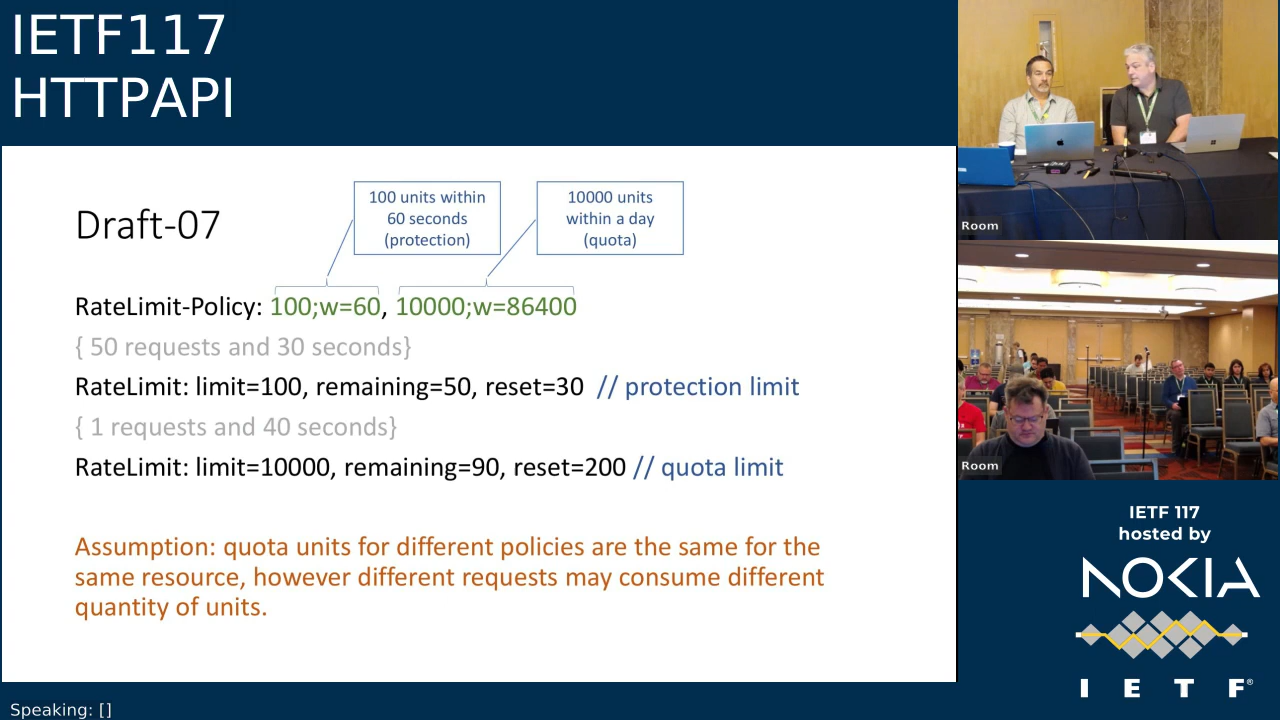 IETF117
HTTPAPI
100 units within
60 seconds
(protection)
10000 units
within a day
(quota)
Draft-07
RateLimit-Policy: 100;w=60, 10000;w=86400
{ 50 requests and 30 seconds}
RateLimit: limit=100, remaining=50, reset=30 // protection limit
{ 1 requests and 40 seconds}
RateLimit: limit=10000, remaining=90, reset=200 // quota limit
Assumption: quota units for different policies are the same for the
same resource, however different requests may consume different
quantity of units.
Room
Room
IETF 117
hosted by
NOKIA
I E T F®
Speaking: []